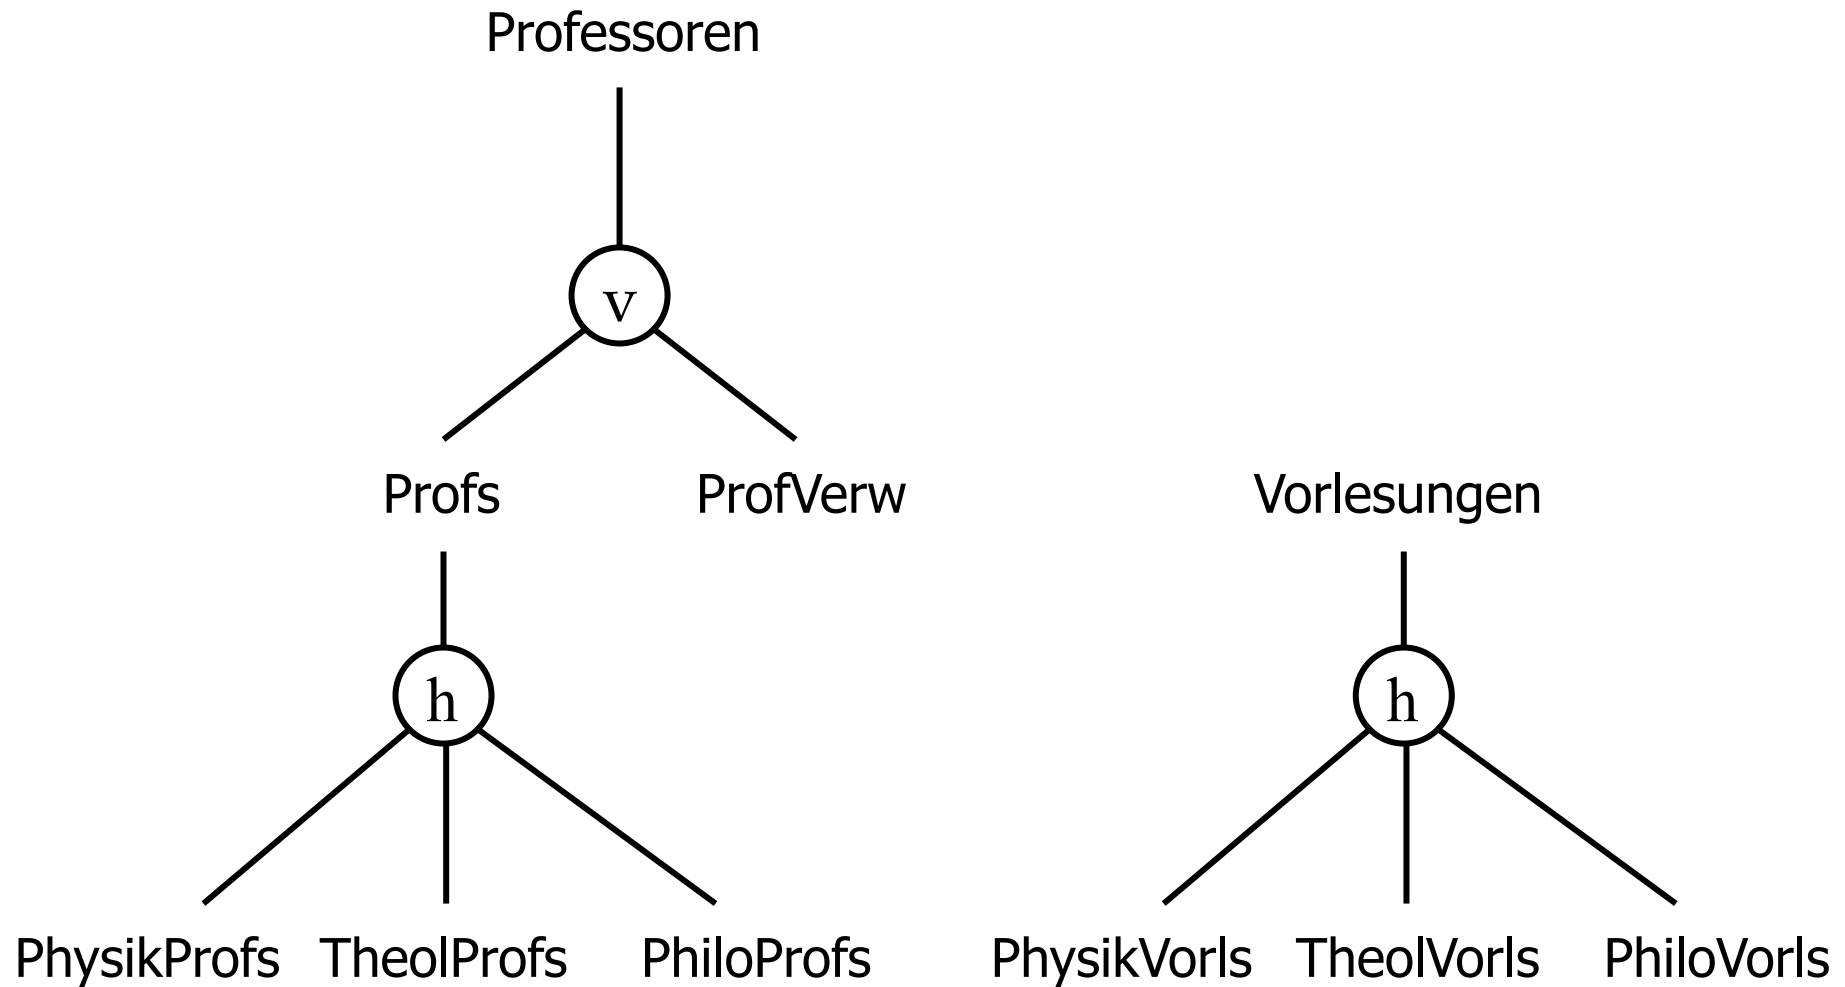 Professoren
v
Profs ProfVerw Vorlesungen
h h
PhysikProfs TheolProfs PhiloProfs PhysikVorls TheolVorls PhiloVorls